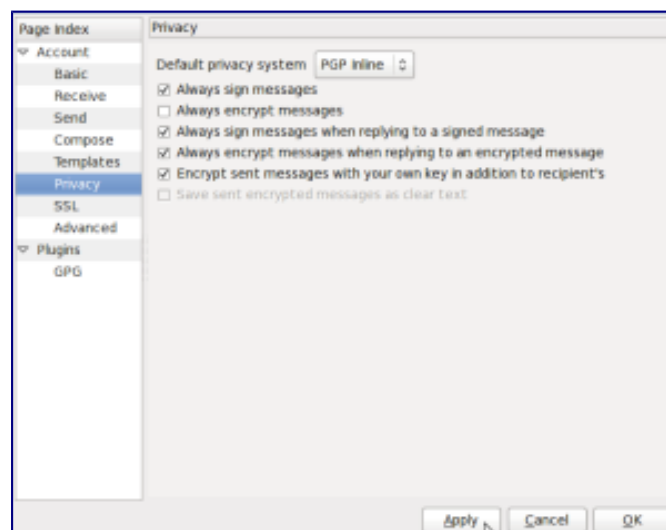 Page Index
Account
Basic
Receive
Send
Compose
Templates
Privacy
SSL
Advanced
Plugins
GPG
Privacy
Default privacy system PGP Inline
Always sign messages
Always encrypt messages
Always sign messages when replying to a signed message
Always encrypt messages when replying to an encrypted message
Encrypt sent messages with your own key in addition to recipient's
Save sent encrypted messages as clear text
Apply Cancel OK